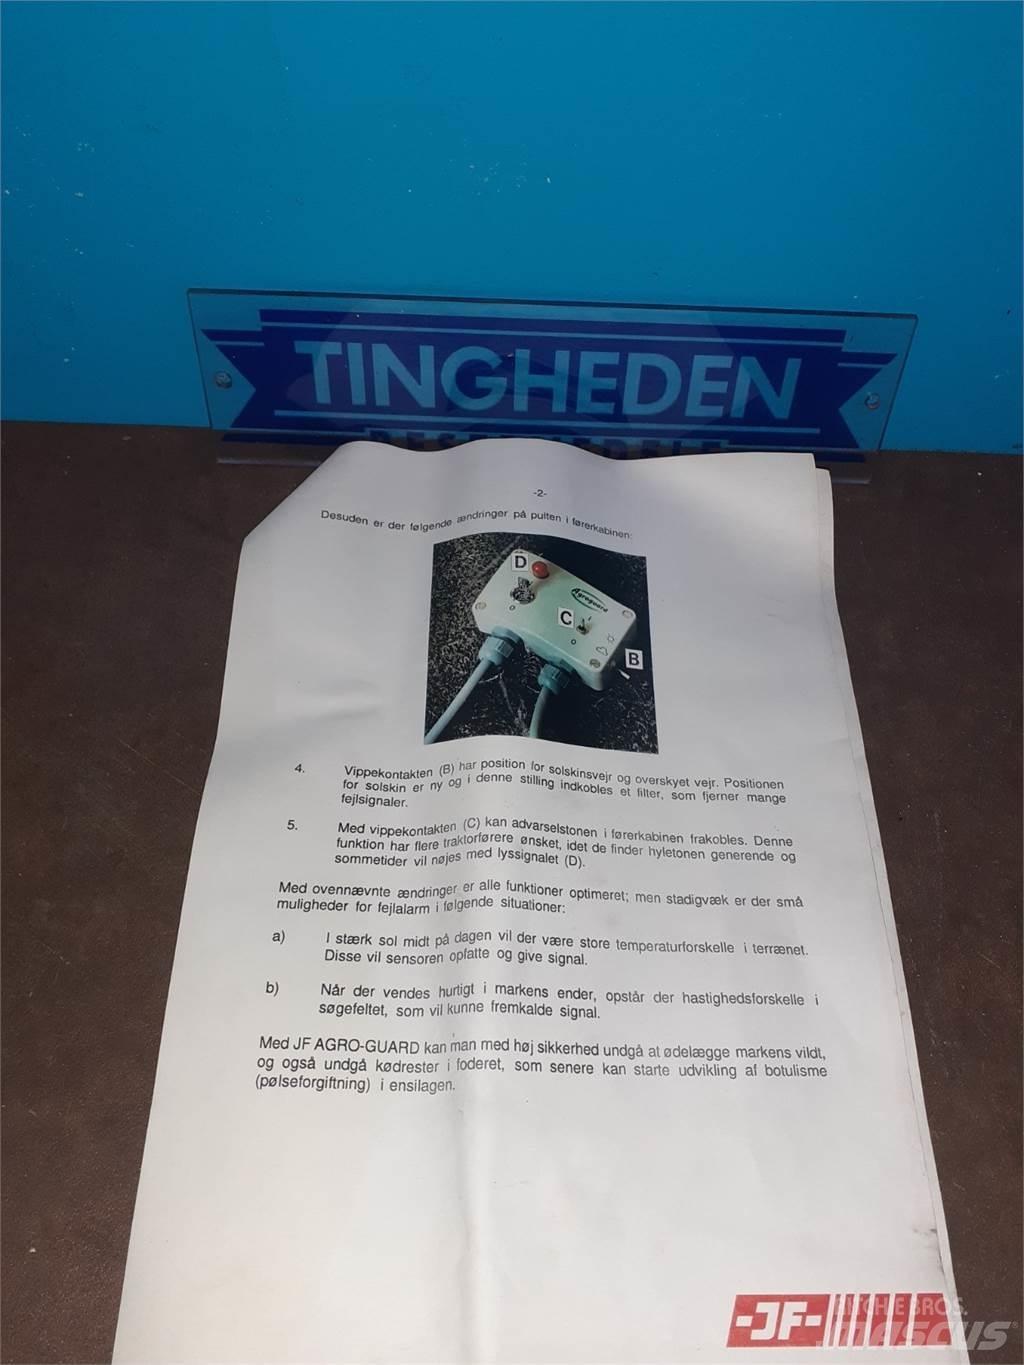 TINGHEDEN
-2-
Desuden er der følgende ændringer på pulten i førerkabinen:
D
Agroguard
C
B
4. Vippekontakten (B) har position for solskinsvejr og overskyet vejr. Positionen
for solskin er ny og i denne stilling indkobles et filter, som fjerner mange
fejlsignaler.
5. Med vippekontakten (C) kan advarselstonen i førerkabinen frakobles. Denne
funktion har flere traktorførere ønsket, idet de finder hyletonen generende og
sommetider vil nøjes med lyssignalet (D).
Med ovennævnte ændringer er alle funktioner optimeret; men stadigvæk er der små
muligheder for fejlalarm i følgende situationer:
a) I stærk sol midt på dagen vil der være store temperaturforskelle i terrænet.
Disse vil sensoren opfatte og give signal.
b) Når der vendes hurtigt i markens ender, opstår der hastighedsforskelle i
søgefeltet, som vil kunne fremkalde signal.
Med JF AGRO-GUARD kan man med høj sikkerhed undgå at ødelægge markens vildt,
og også undgå kødrester i foderet, som senere kan starte udvikling af botulisme
(pølseforgiftning) i ensilagen.
-JF-
RITCHIE BROS.
mascus